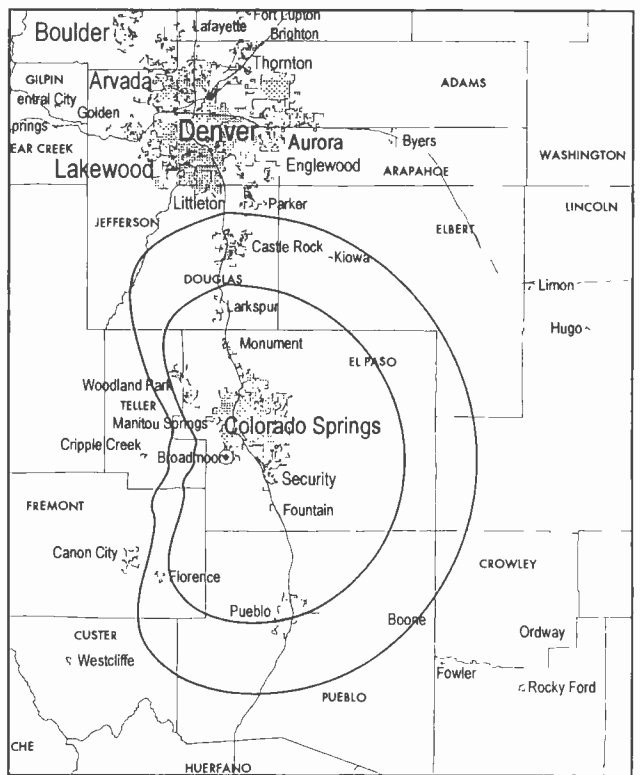 Fort Lupton
Boulder
Lafayette
Brighton
Thornton
GILPIN
Arvada
ADAMS
entral City
Golden
prings
Denver
Aurora
Byers
EAR CREEK
Englewood
WASHINGTON
Lakewood
ARAPAHOE
Littleton
Parker
LINCOLN
JEFFERSON
ELBERT
Castle Rock
Kiowa
DOUGLAS
Limon
Larkspur
Hugo
Monument
EL PASO
Woodland Park
TELLER
Manitou Springs
Colorado Springs
Cripple Creek
Broadmoor
Security
FREMONT
Fountain
Canon City
CROWLEY
Florence
Pueblo
Boone
CUSTER
Ordway
Westcliffe
Fowler
Rocky Ford
PUEBLO
CHE
HUERFANO